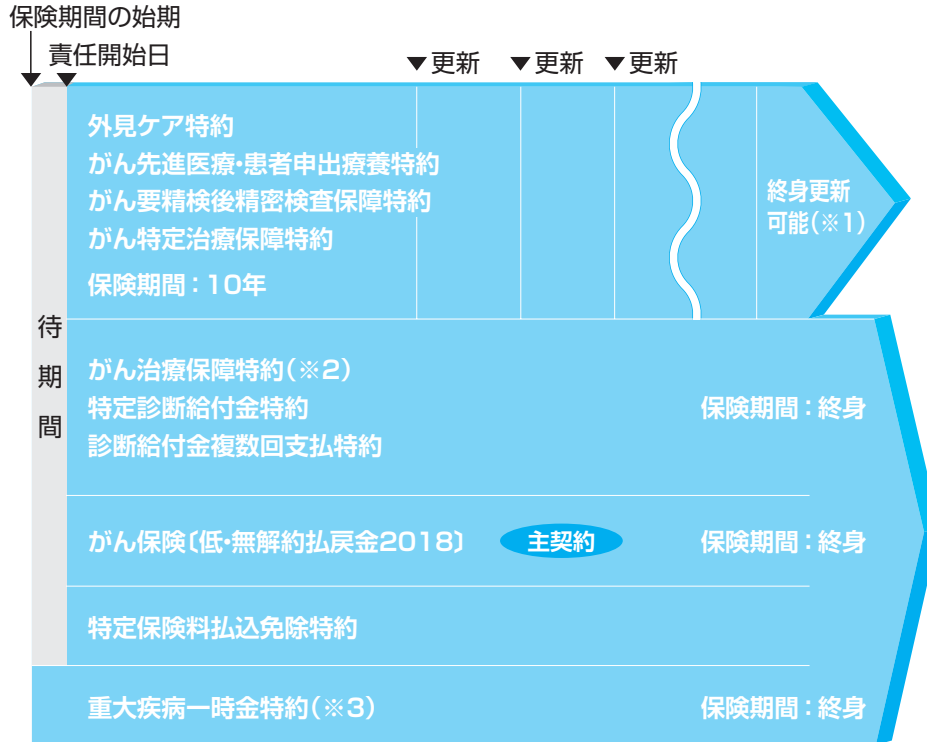 保険期間の始期
責任開始日
▼更新 ▼更新 ▼更新
外見ケア特約
がん先進医療・患者申出療養特約
がん要精検後精密検査保障特約
がん特定治療保障特約
保険期間：10年
終身更新
可能(※1)
待期間
がん治療保障特約(※2)
特定診断給付金特約
診断給付金複数回支払特約
保険期間：終身
がん保険〔低・無解約払戻金2018〕
主契約
保険期間：終身
特定保険料払込免除特約
重大疾病一時金特約(※3)
保険期間：終身